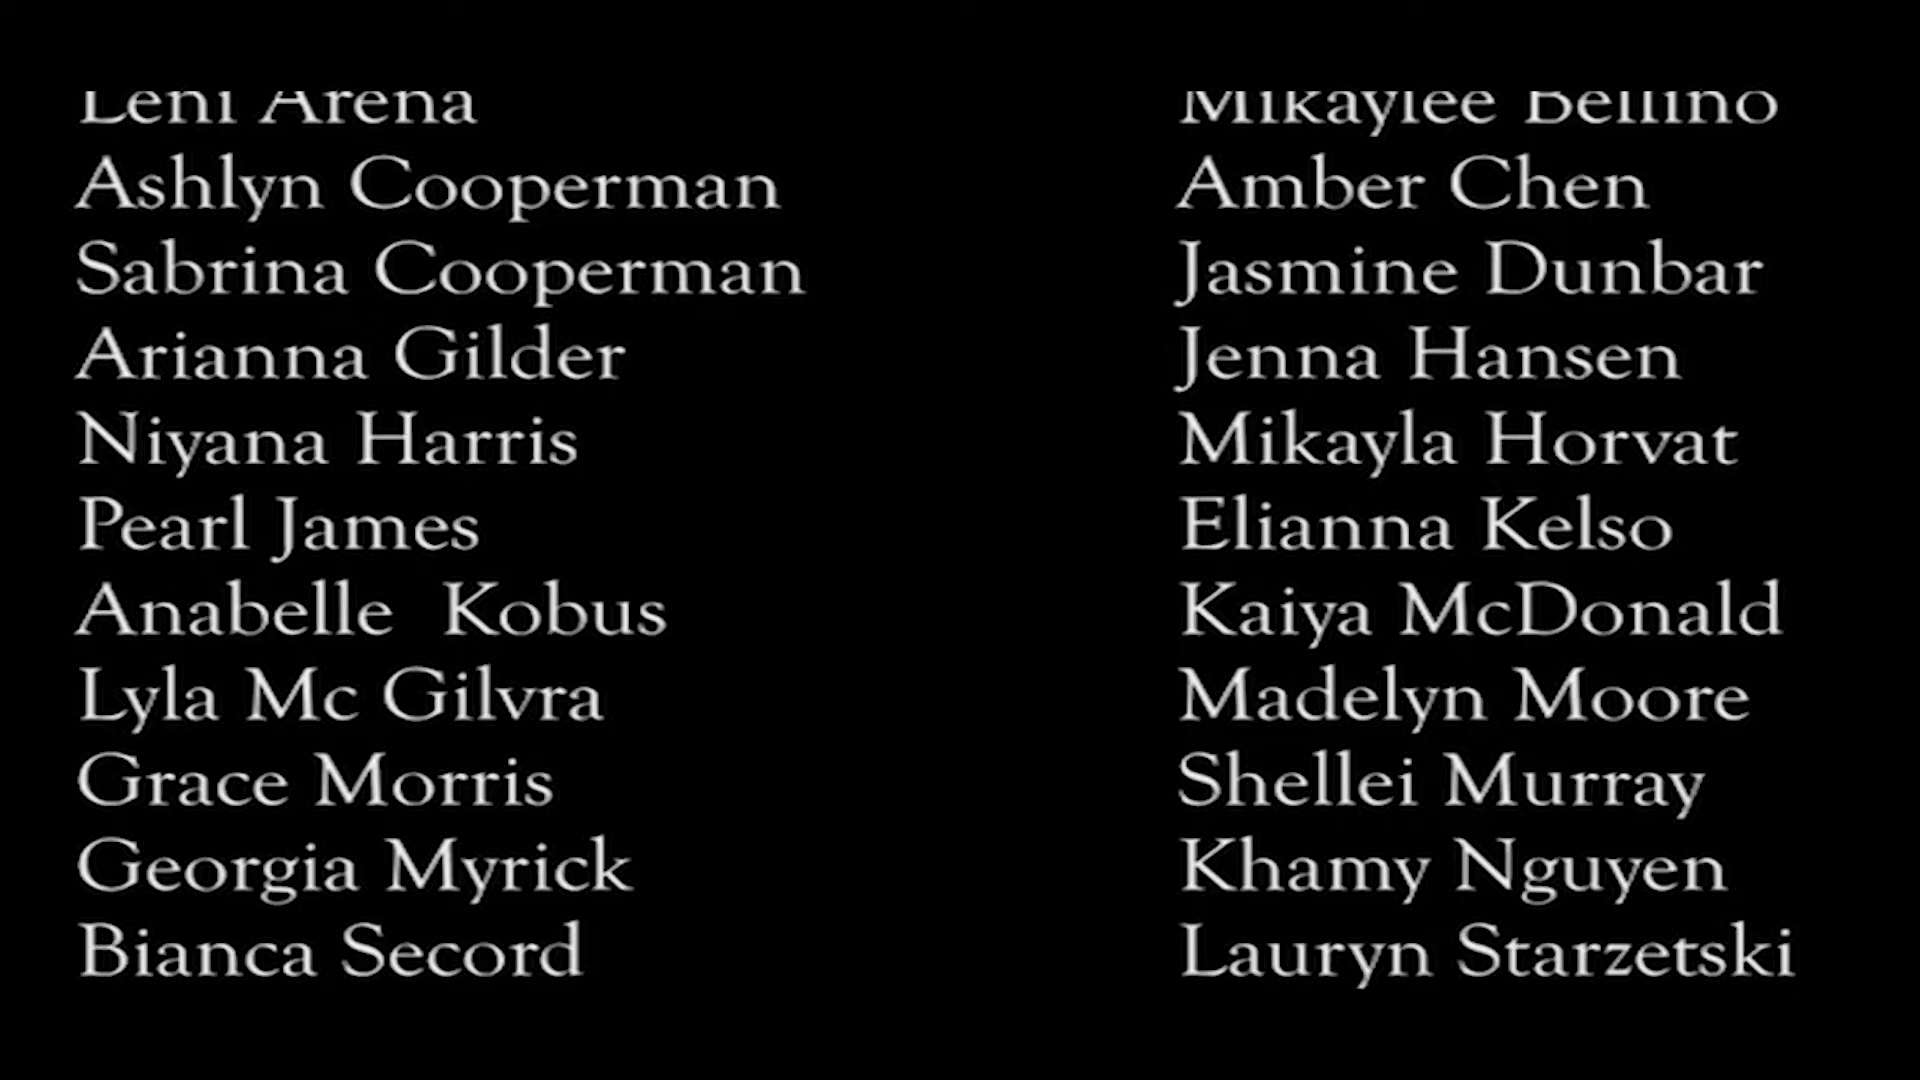 Leni Arena
Ashlyn Cooperman
Sabrina Cooperman
Arianna Gilder
Niyana Harris
Pearl James
Anabelle  Kobus
Lyla Mc Gilvra
Grace Morris
Georgia Myrick
Bianca Secord
Mikaylee Bellino
Amber Chen
Jasmine Dunbar
Jenna Hansen
Mikayla Horvat
Elianna Kelso
Kaiya McDonald
Madelyn Moore
Shellei Murray
Khamy Nguyen
Lauryn Starzetski